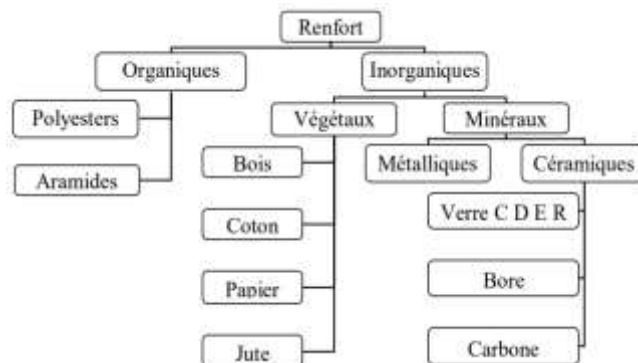 Renfort
Organiques
Inorganiques
Polyesters
Aramides
Végétaux
Minéraux
Bois
Coton
Papier
Jute
Métalliques
Céramiques
Verre C D E R
Bore
Carbone